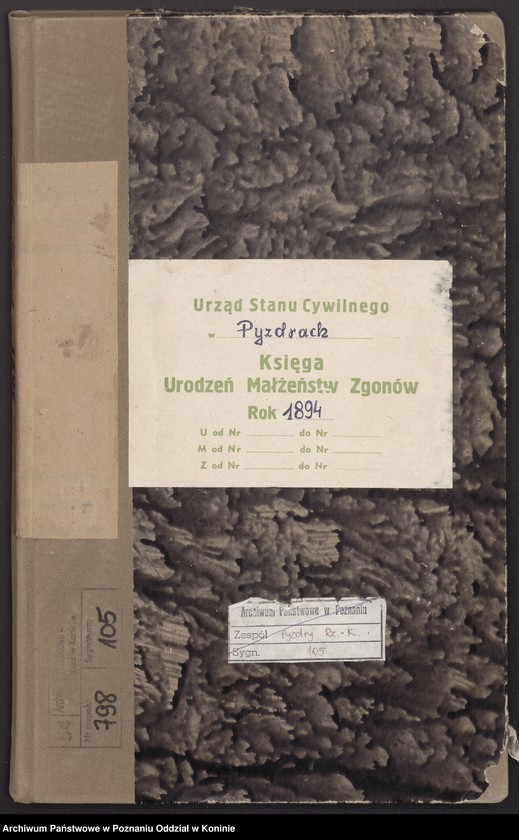 Urząd Stanu Cywilnego
w Pyzdrach
Księga
Urodzeń Małżeństw Zgonów
Rok 1894
U od Nr do Nr
M od Nr do Nr
Z od Nr do Nr
Archiwum Państwowe w Poznaniu
Zespół Pyzdry Rz.-K.
Sygn. 105
105
798
Archiwum Państwowe w Poznaniu Oddział w Koninie